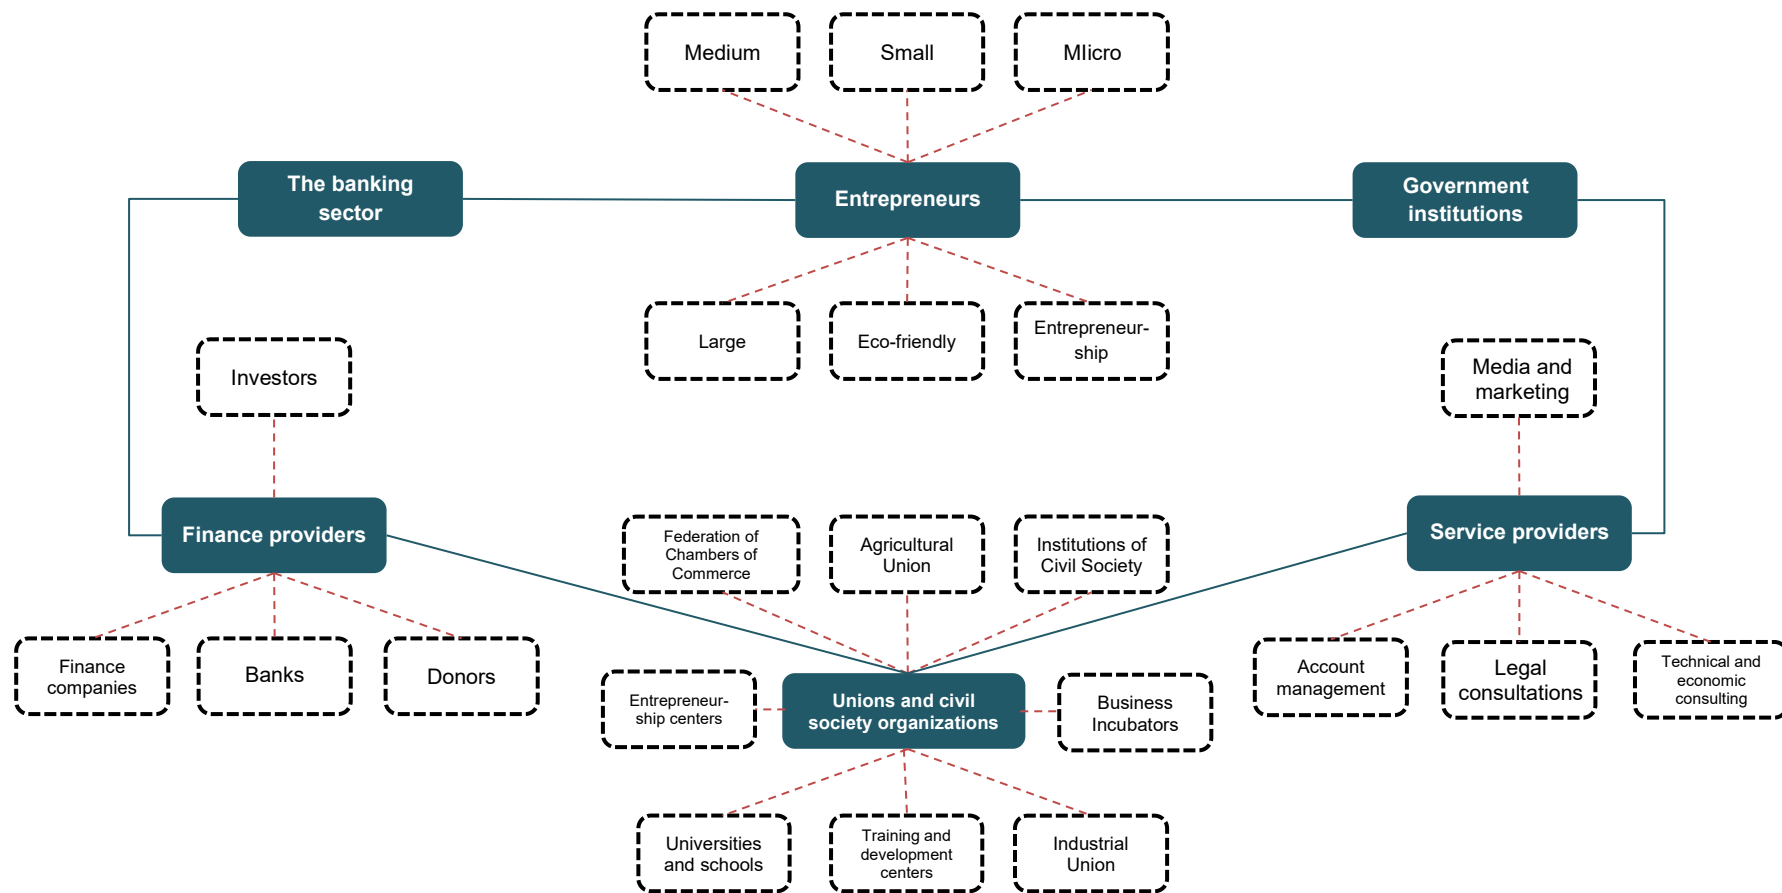 Medium
Small
MIicro
The banking
sector
Entrepreneurs
Government
institutions
Large
Eco-friendly
Entrepreneur-
ship
Investors
Media and
marketing
Finance providers
Federation of
Chambers of
Commerce
Agricultural
Union
Institutions of
Civil Society
Service providers
Finance
companies
Banks
Donors
Entrepreneur-
ship centers
Unions and civil
society organizations
Business
Incubators
Account
management
Legal
consultations
Technical and
economic
consulting
Universities
and schools
Training and
development
centers
Industrial
Union